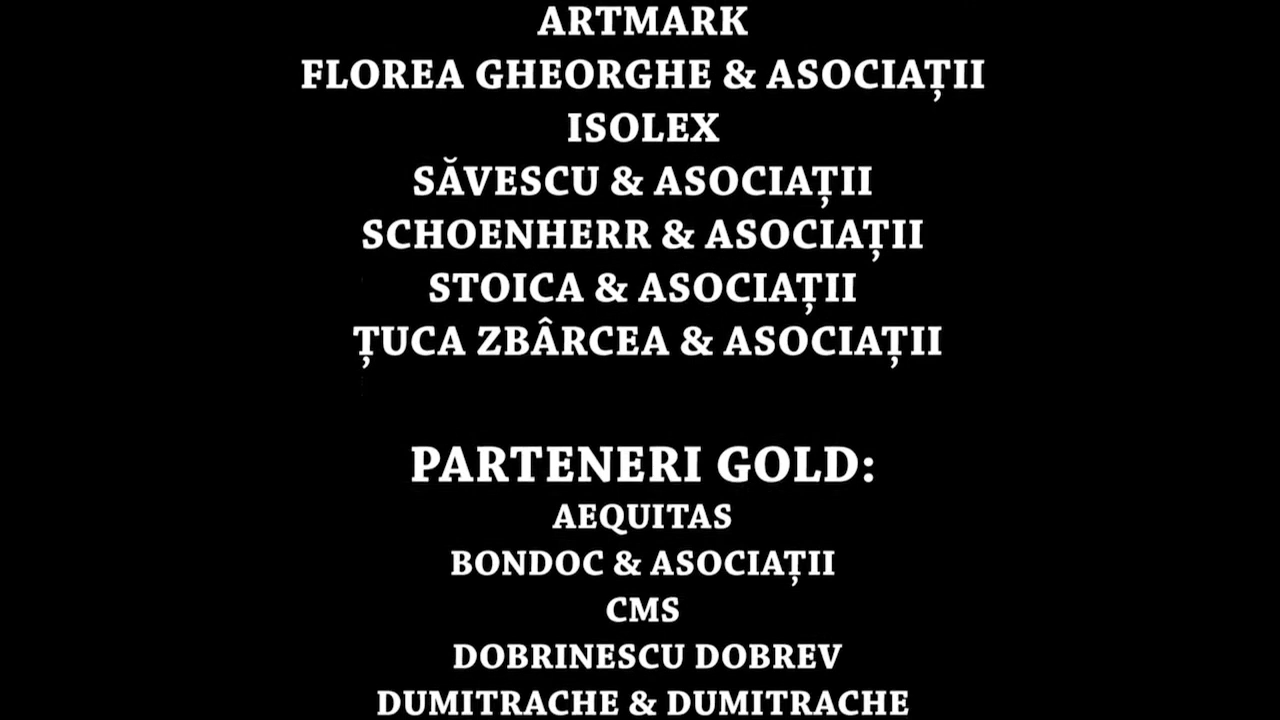 ARTMARK
FLOREA GHEORGHE & ASOCIAȚII
ISOLEX
SĂVESCU & ASOCIAȚII
SCHOENHERR & ASOCIAȚII
STOICA & ASOCIAȚII
ȚUCA ZBÂRCEA & ASOCIAȚII
PARTENERI GOLD:
AEQUITAS
BONDOC & ASOCIAȚII
CMS
DOBRINESCU DOBREV
DUMITRACHE & DUMITRACHE